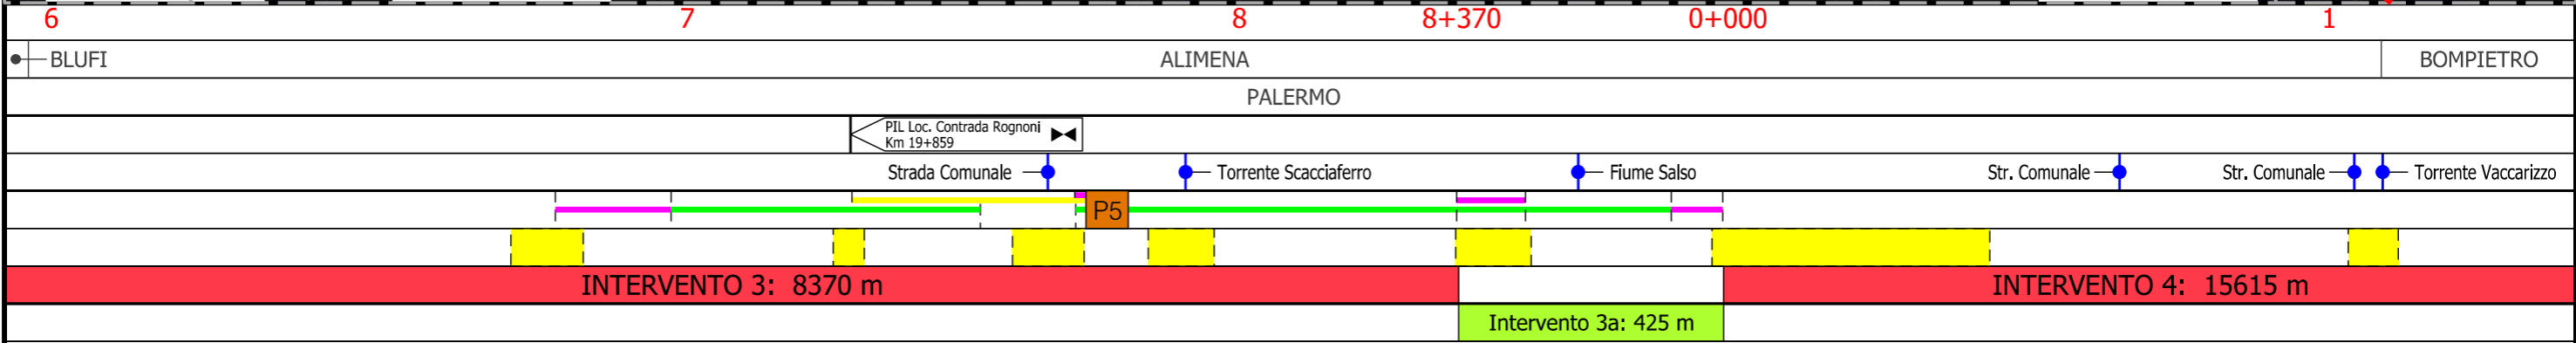 6 7 8 8+370 0+000 1
BLUFI ALIMENA BOMPIETRO
PALERMO
PIL Loc. Contrada Rognoni
Km 19+859
Strada Comunale Torrente Scacciaferro Fiume Salso Str. Comunale Str. Comunale Torrente Vaccarizzo
P5
INTERVENTO 3: 8370 m INTERVENTO 4: 15615 m
Intervento 3a: 425 m